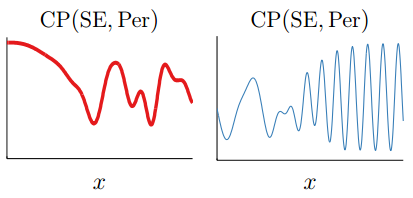 CP(SE, Per) CP(SE, Per)
x x